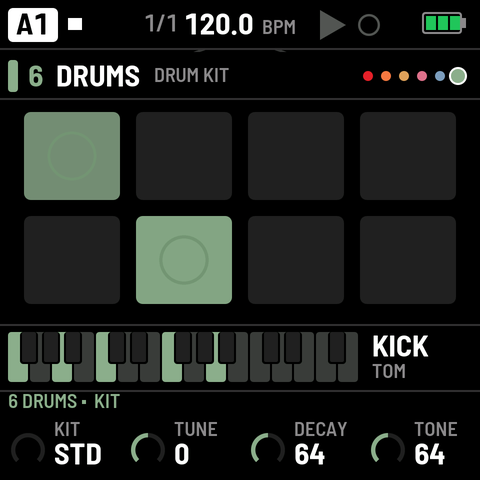 A1 1/1 120.0 BPM
6 DRUMS DRUM KIT
KICK
TOM
6 DRUMS · KIT
KIT TUNE DECAY TONE
STD 0 64 64